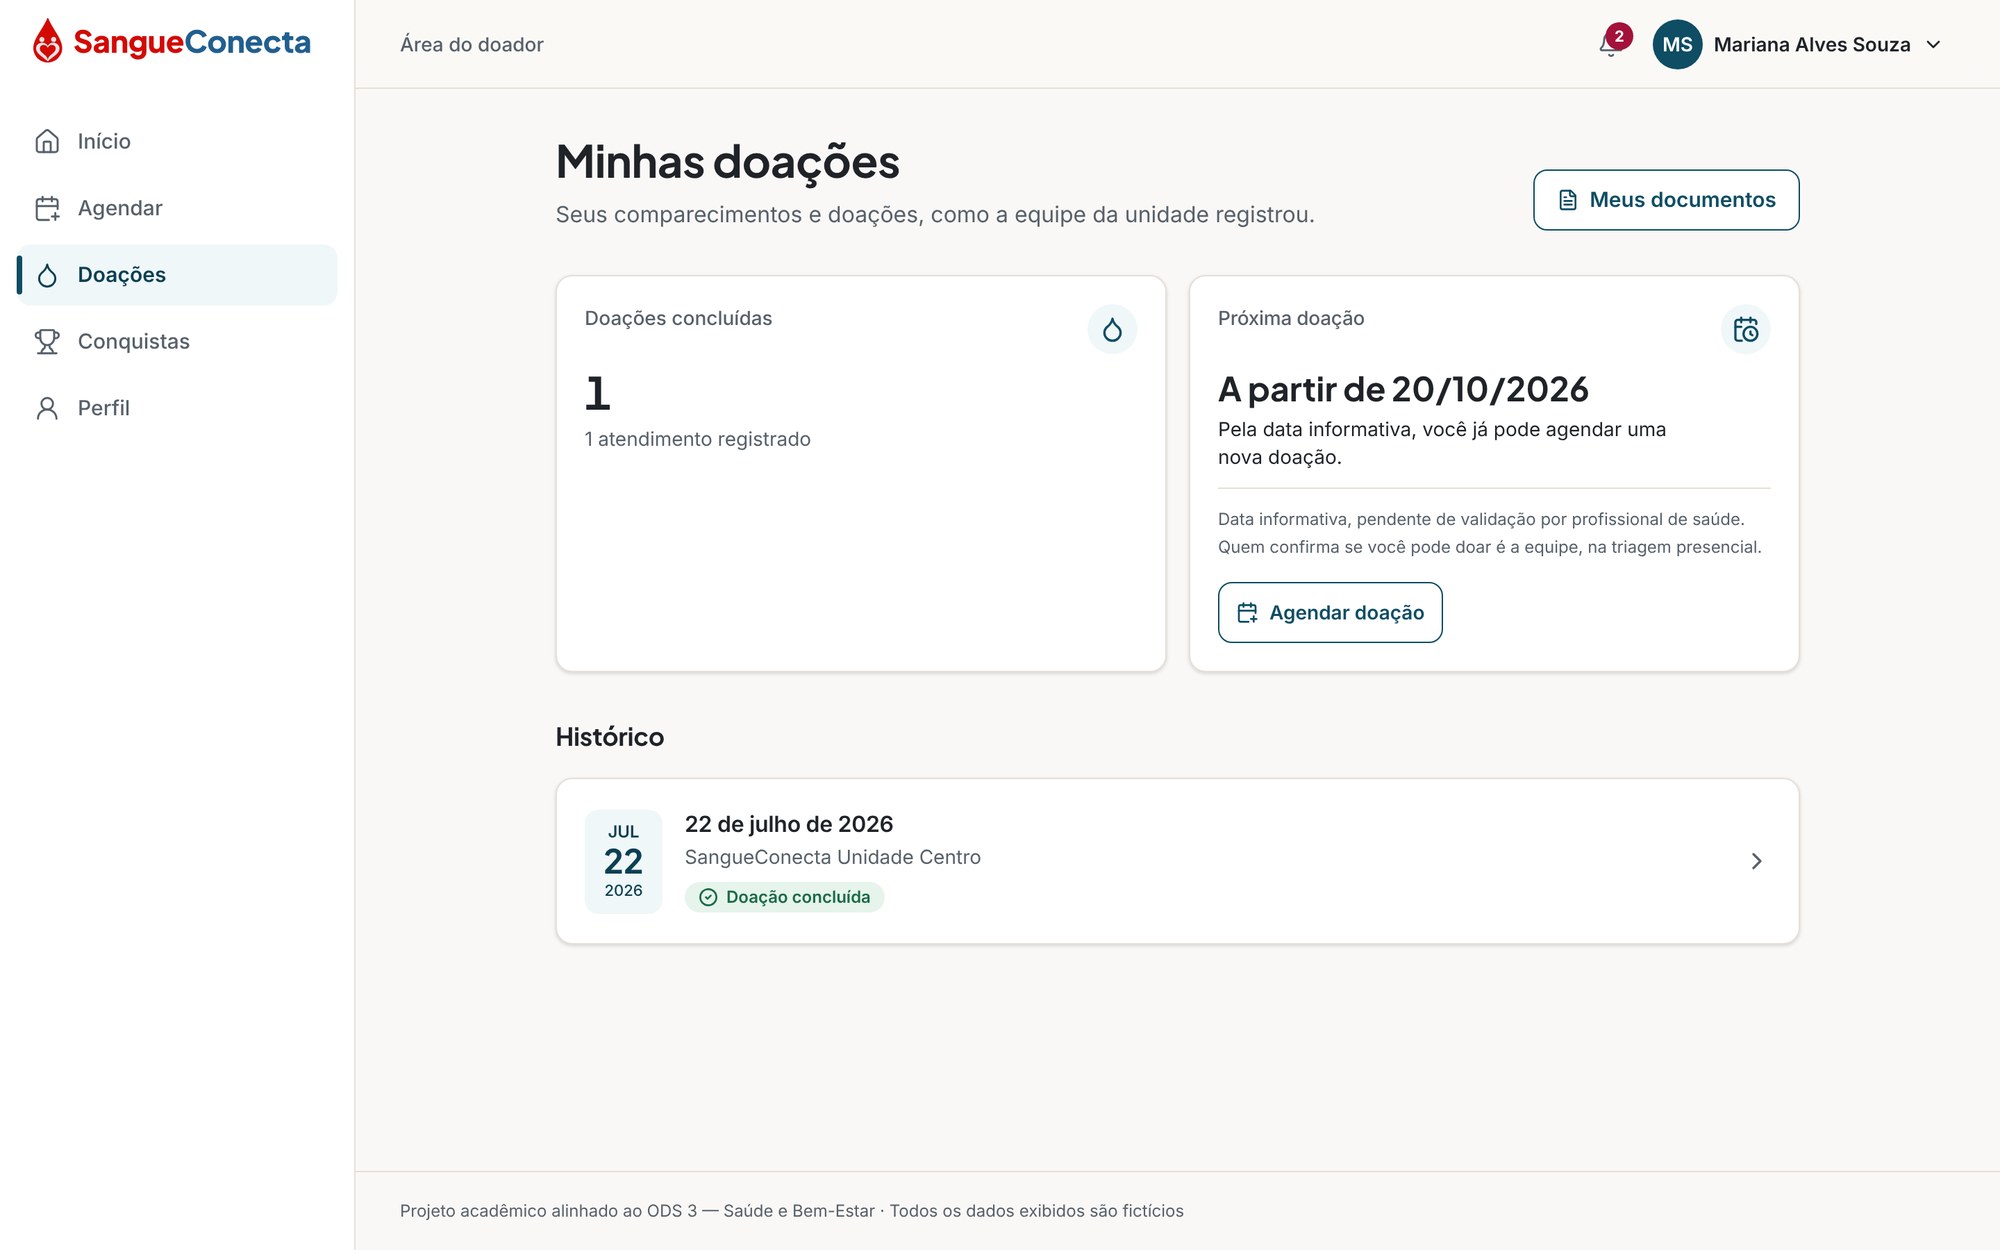 SangueConecta
Área do doador
2
MS
Mariana Alves Souza
Início
Agendar
Doações
Conquistas
Perfil
Minhas doações
Seus comparecimentos e doações, como a equipe da unidade registrou.
Meus documentos
Doações concluídas
1
1 atendimento registrado
Próxima doação
A partir de 20/10/2026
Pela data informativa, você já pode agendar uma
nova doação.
Data informativa, pendente de validação por profissional de saúde.
Quem confirma se você pode doar é a equipe, na triagem presencial.
Agendar doação
Histórico
JUL
22
2026
22 de julho de 2026
SangueConecta Unidade Centro
Doação concluída
Projeto acadêmico alinhado ao ODS 3 — Saúde e Bem-Estar · Todos os dados exibidos são fictícios